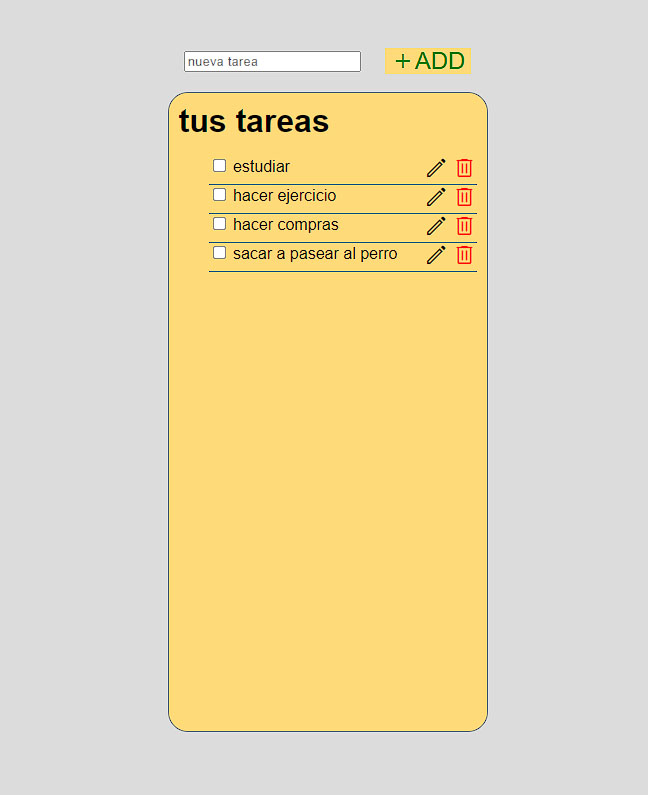 nueva tarea
+ ADD
tus tareas
estudiar
hacer ejercicio
hacer compras
sacar a pasear al perro